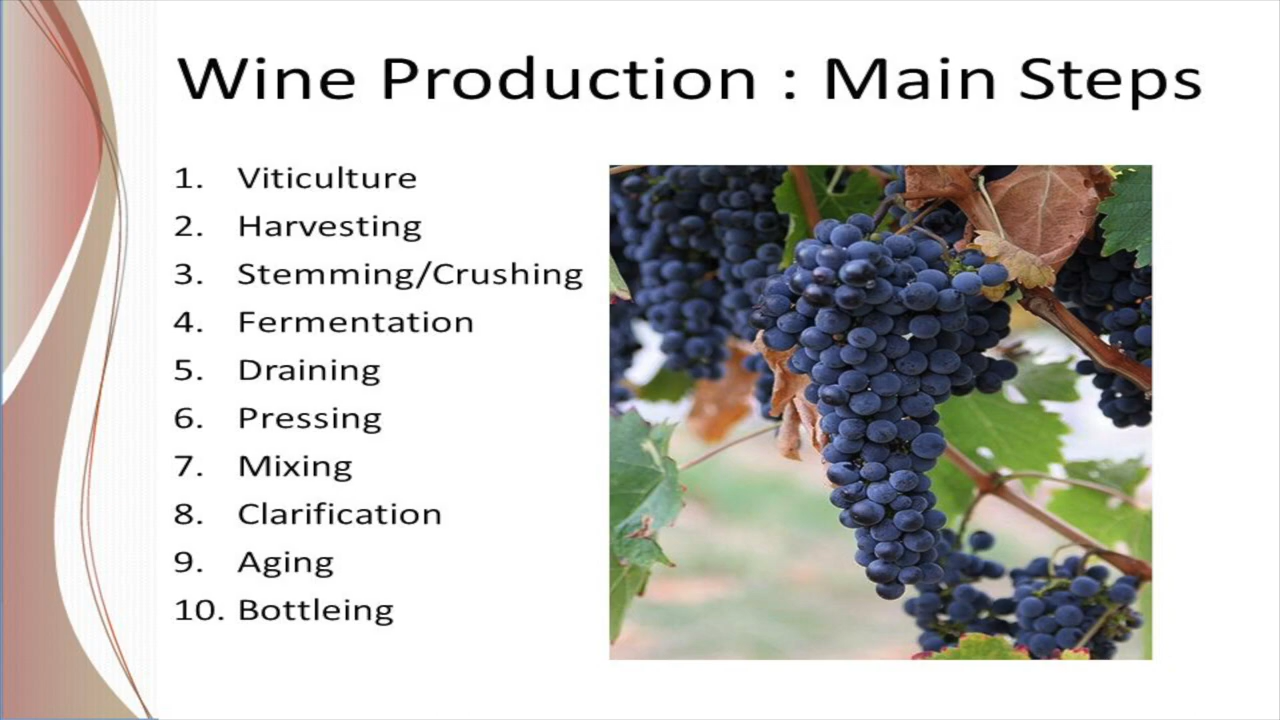 Wine Production : Main Steps
1. Viticulture
2. Harvesting
3. Stemming/Crushing
4. Fermentation
5. Draining
6. Pressing
7. Mixing
8. Clarification
9. Aging
10. Bottleing